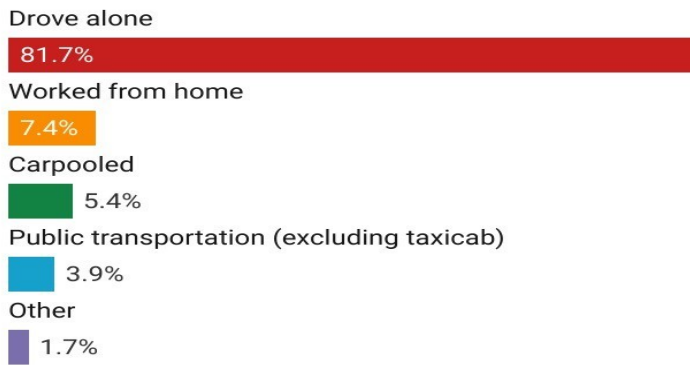 Drove alone
81.7%
Worked from home
7.4%
Carpooled
5.4%
Public transportation (excluding taxicab)
3.9%
Other
1.7%